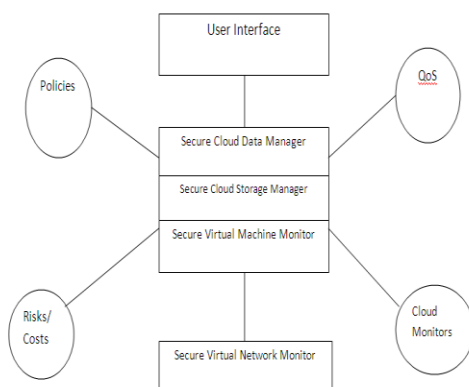 User Interface
Policies
QoS
Secure Cloud Data Manager
Secure Cloud Storage Manager
Secure Virtual Machine Monitor
Risks/
Costs
Cloud
Monitors
Secure Virtual Network Monitor